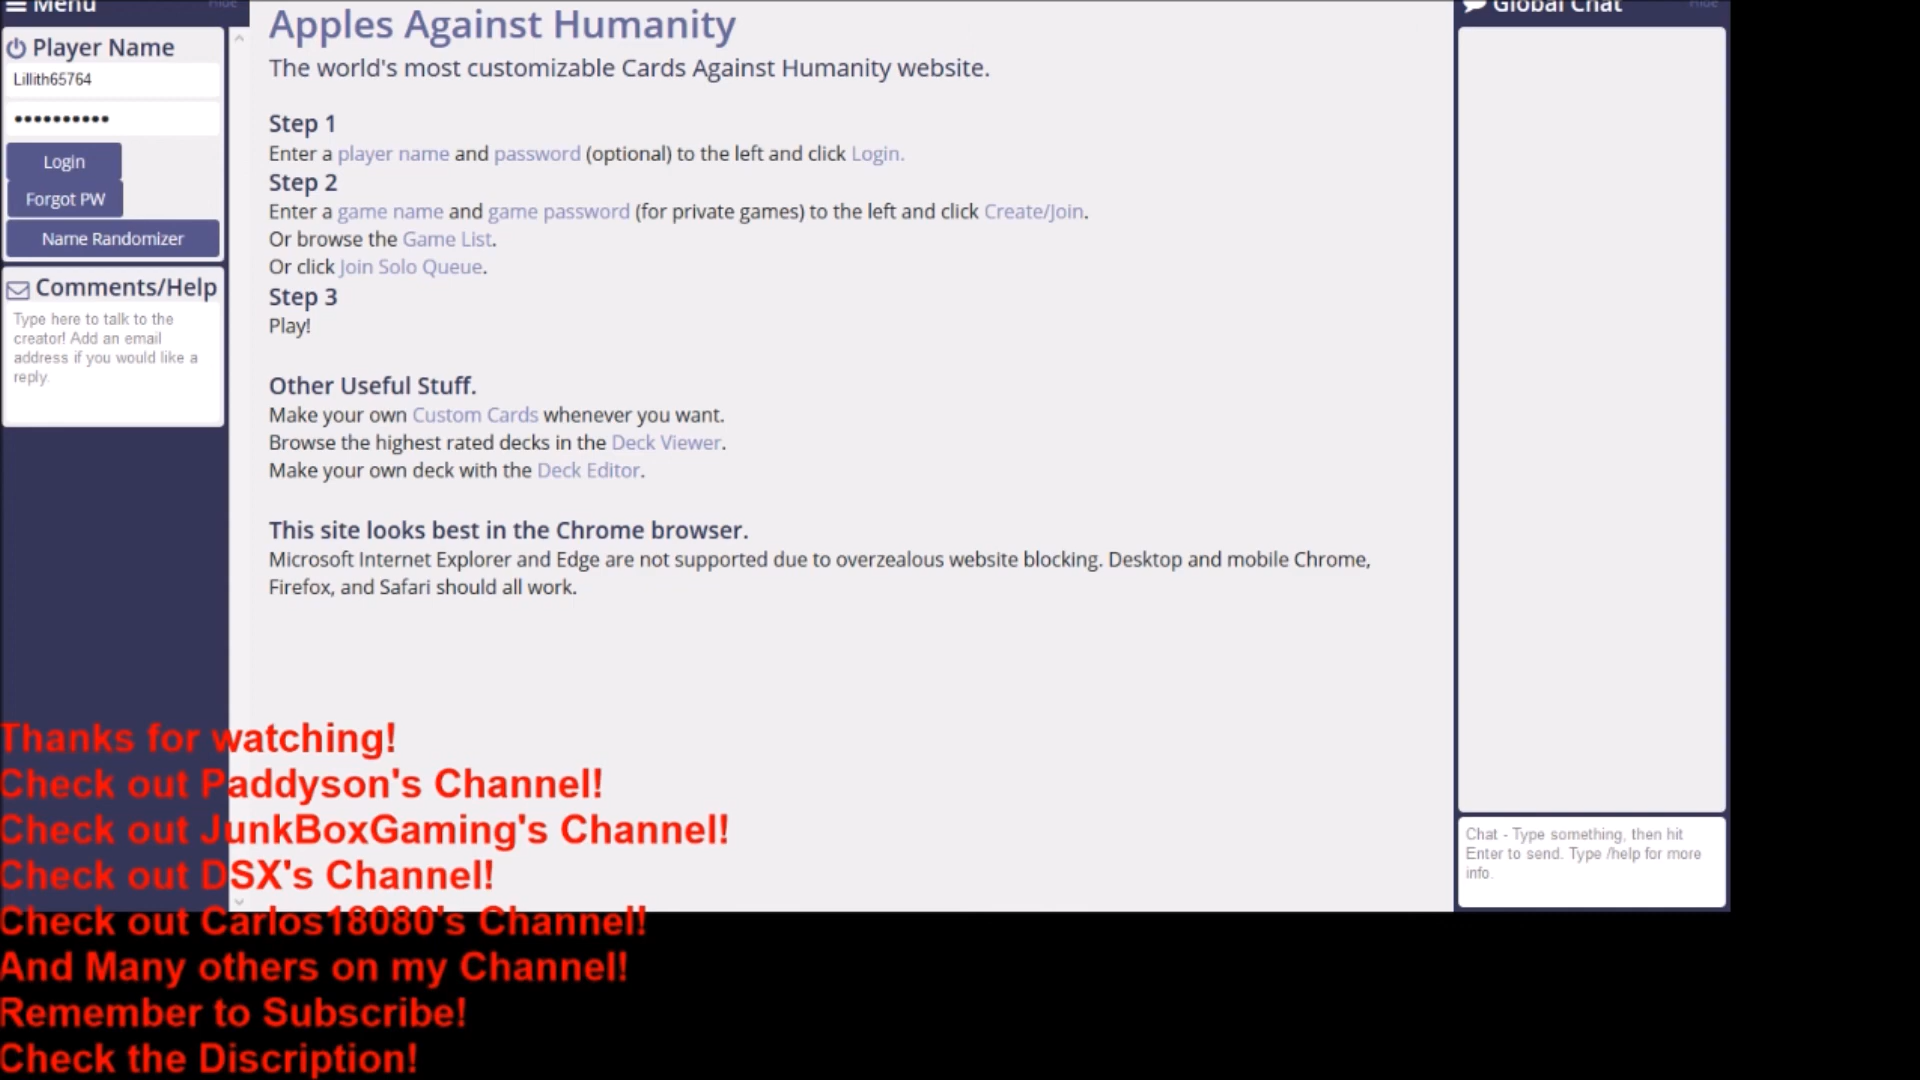 Menu
Hide
Player Name
Lillith65764
••••••••••
Login
Forgot PW
Name Randomizer
Comments/Help
Type here to talk to the
creator! Add an email
address if you would like a
reply.
Apples Against Humanity
The world's most customizable Cards Against Humanity website.
Step 1
Enter a player name and password (optional) to the left and click Login.
Step 2
Enter a game name and game password (for private games) to the left and click Create/Join.
Or browse the Game List.
Or click Join Solo Queue.
Step 3
Play!
Other Useful Stuff.
Make your own Custom Cards whenever you want.
Browse the highest rated decks in the Deck Viewer.
Make your own deck with the Deck Editor.
This site looks best in the Chrome browser.
Microsoft Internet Explorer and Edge are not supported due to overzealous website blocking. Desktop and mobile Chrome,
Firefox, and Safari should all work.
Global Chat
Hide
Chat - Type something, then hit
Enter to send. Type /help for more
info.
Thanks for watching!
Check out Paddyson's Channel!
Check out JunkBoxGaming's Channel!
Check out DSX's Channel!
Check out Carlos18080's Channel!
And Many others on my Channel!
Remember to Subscribe!
Check the Discription!